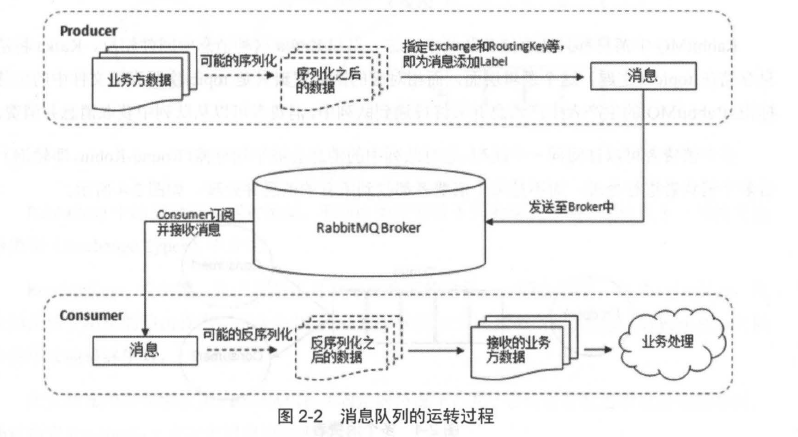 Producer
业务方数据
可能的序列化
序列化之后
的数据
指定Exchange和RoutingKey等，
即为消息添加Label
消息
Consumer订阅
并接收消息
RabbitMQ Broker
发送至Broker中
Consumer
消息
可能的反序列化
反序列化之
后的数据
接收的业务
方数据
业务处理
图 2-2 消息队列的运转过程